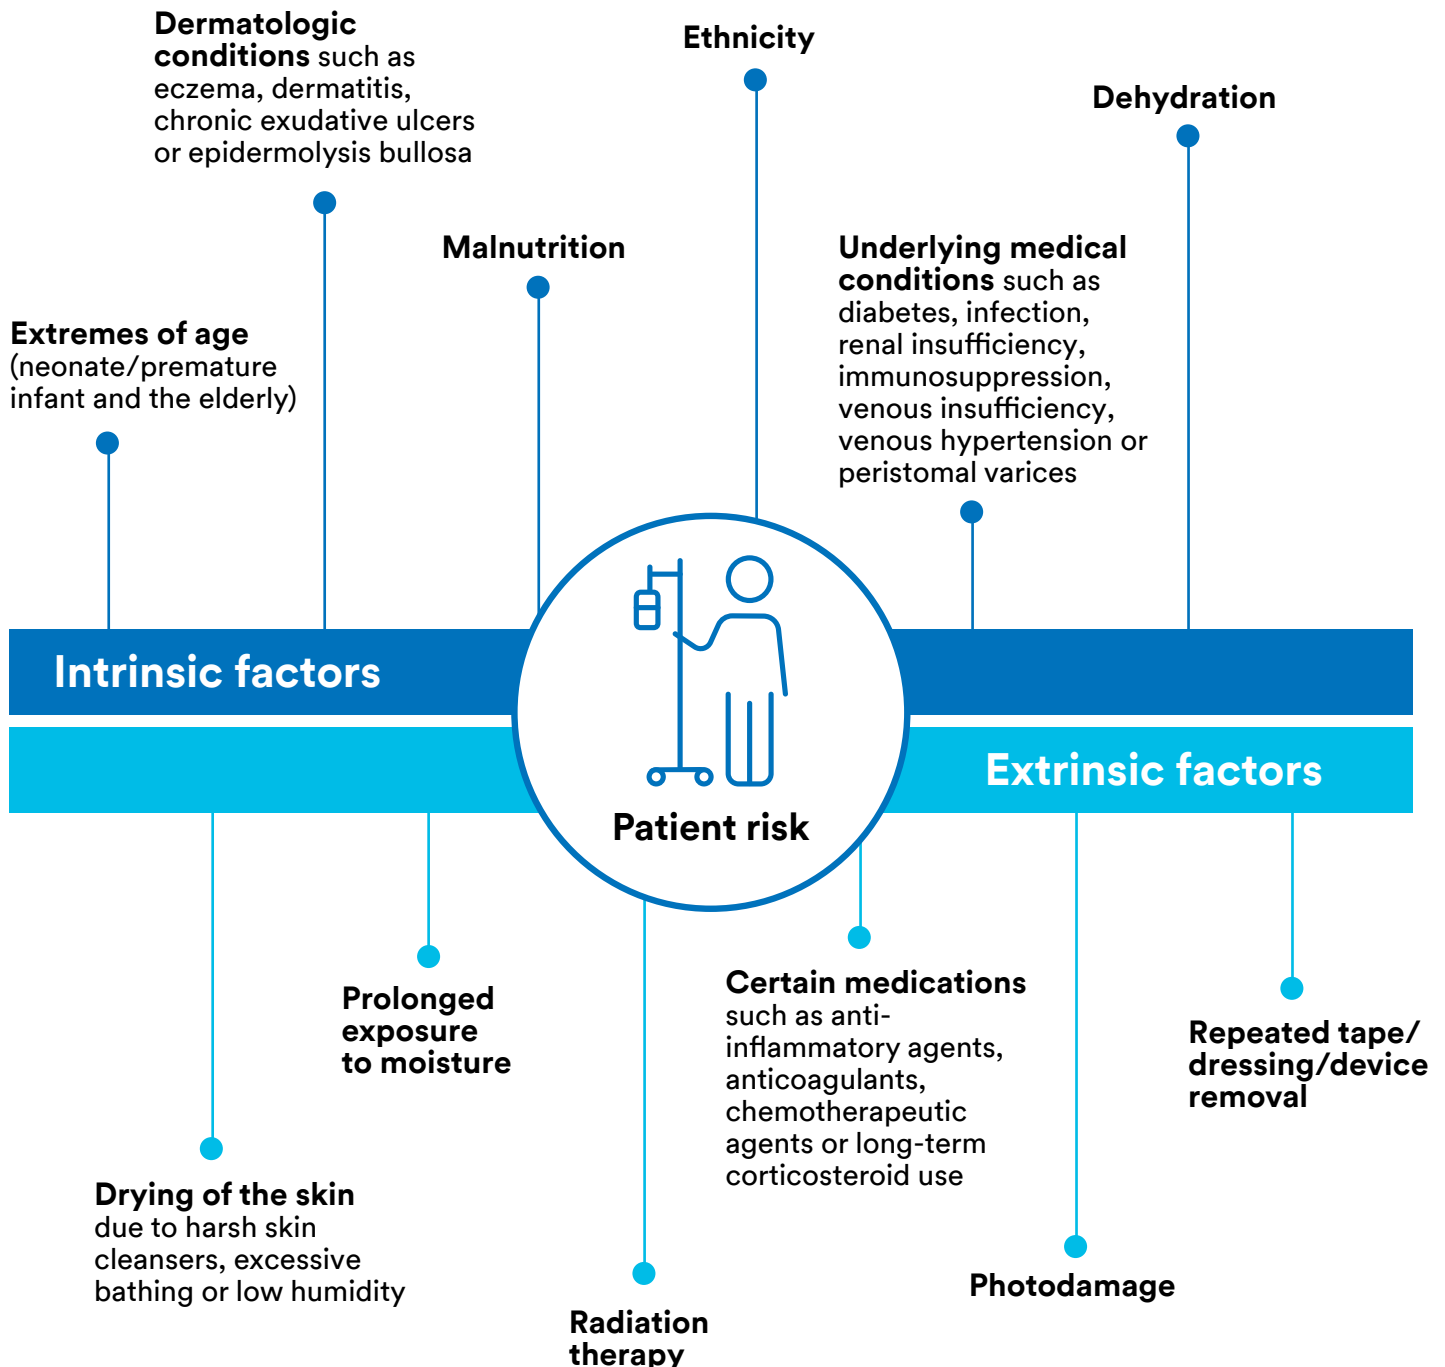 Dermatologic
conditions such as
eczema, dermatitis,
chronic exudative ulcers
or epidermolysis bullosa
Ethnicity
Dehydration
Malnutrition
Underlying medical
conditions such as
diabetes, infection,
renal insufficiency,
immunosuppression,
venous insufficiency,
venous hypertension or
peristomal varices
Extremes of age
(neonate/premature
infant and the elderly)
Intrinsic factors
Extrinsic factors
Patient risk
Prolonged
exposure
to moisture
Certain medications
such as anti-
inflammatory agents,
anticoagulants,
chemotherapeutic
agents or long-term
corticosteroid use
Repeated tape/
dressing/device
removal
Drying of the skin
due to harsh skin
cleansers, excessive
bathing or low humidity
Radiation
therapy
Photodamage